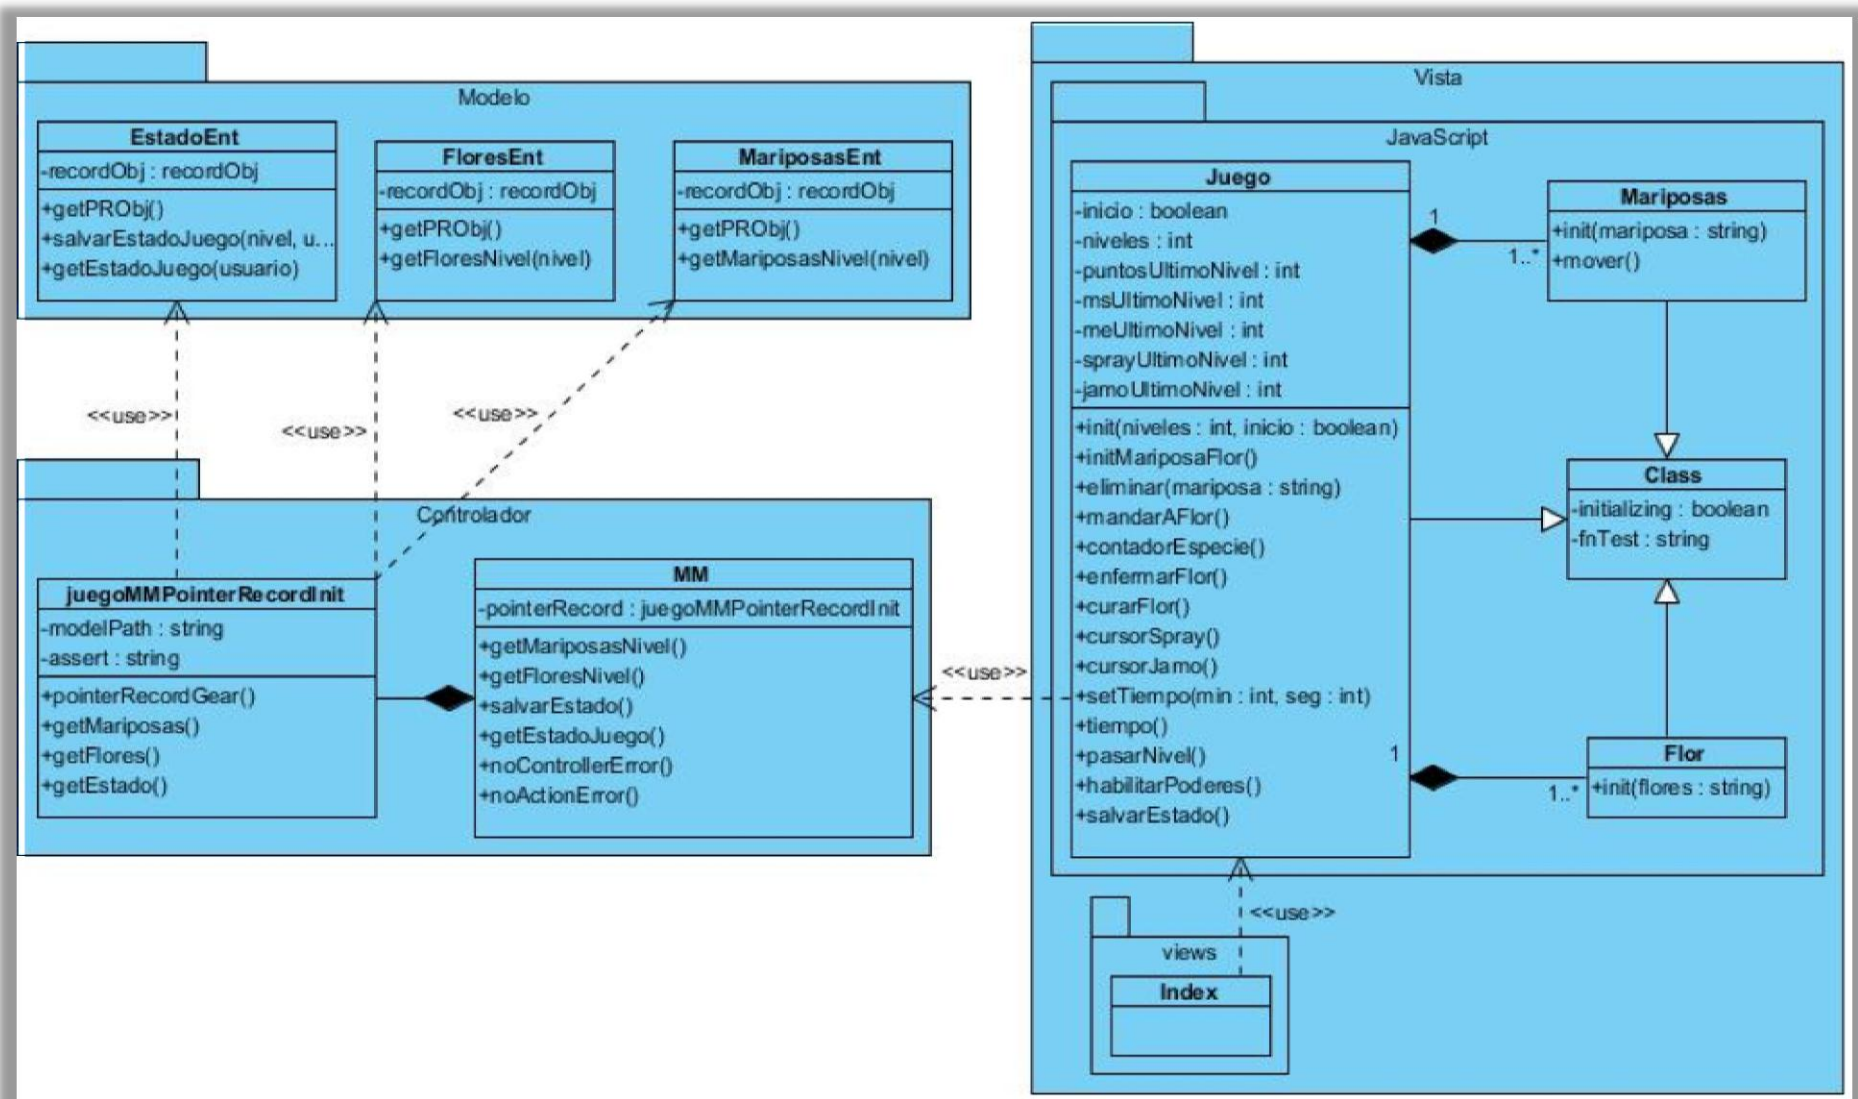 Modelo
EstadoEnt
-recordObj : recordObj
+getPRObj()
+salvarEstadoJuego(nivel, u...
+getEstadoJuego(usuario)
FloresEnt
-recordObj : recordObj
+getPRObj()
+getFloresNivel(nivel)
MariposasEnt
-recordObj : recordObj
+getPRObj()
+getMariposasNivel(nivel)
<<use>>
<<use>>
<<use>>
Controlador
juegoMMPointerRecordInit
-modelPath : string
-assert : string
+pointerRecordGear()
+getMariposas()
+getFlores()
+getEstado()
MM
-pointerRecord : juegoMMPointerRecordInit
+getMariposasNivel()
+getFloresNivel()
+salvarEstado()
+getEstadoJuego()
+noControllerError()
+noActionError()
<<use>>
Vista
JavaScript
Juego
-inicio : boolean
-niveles : int
-puntosUltimoNivel : int
-msUltimoNivel : int
-meUltimoNivel : int
-sprayUltimoNivel : int
-jamoUltimoNivel : int
+init(niveles : int, inicio : boolean)
+initMariposaFlor()
+eliminar(mariposa : string)
+mandarAFlor()
+contadorEspecie()
+enfermarFlor()
+curarFlor()
+cursorSpray()
+cursorJamo()
+setTiempo(min : int, seg : int)
+tiempo()
+pasarNivel()
+habilitarPoderes()
+salvarEstado()
1
1..*
Mariposas
+init(mariposa : string)
+mover()
Class
-initializing : boolean
-fnTest : string
1
1..*
Flor
+init(flores : string)
<<use>>
views
Index